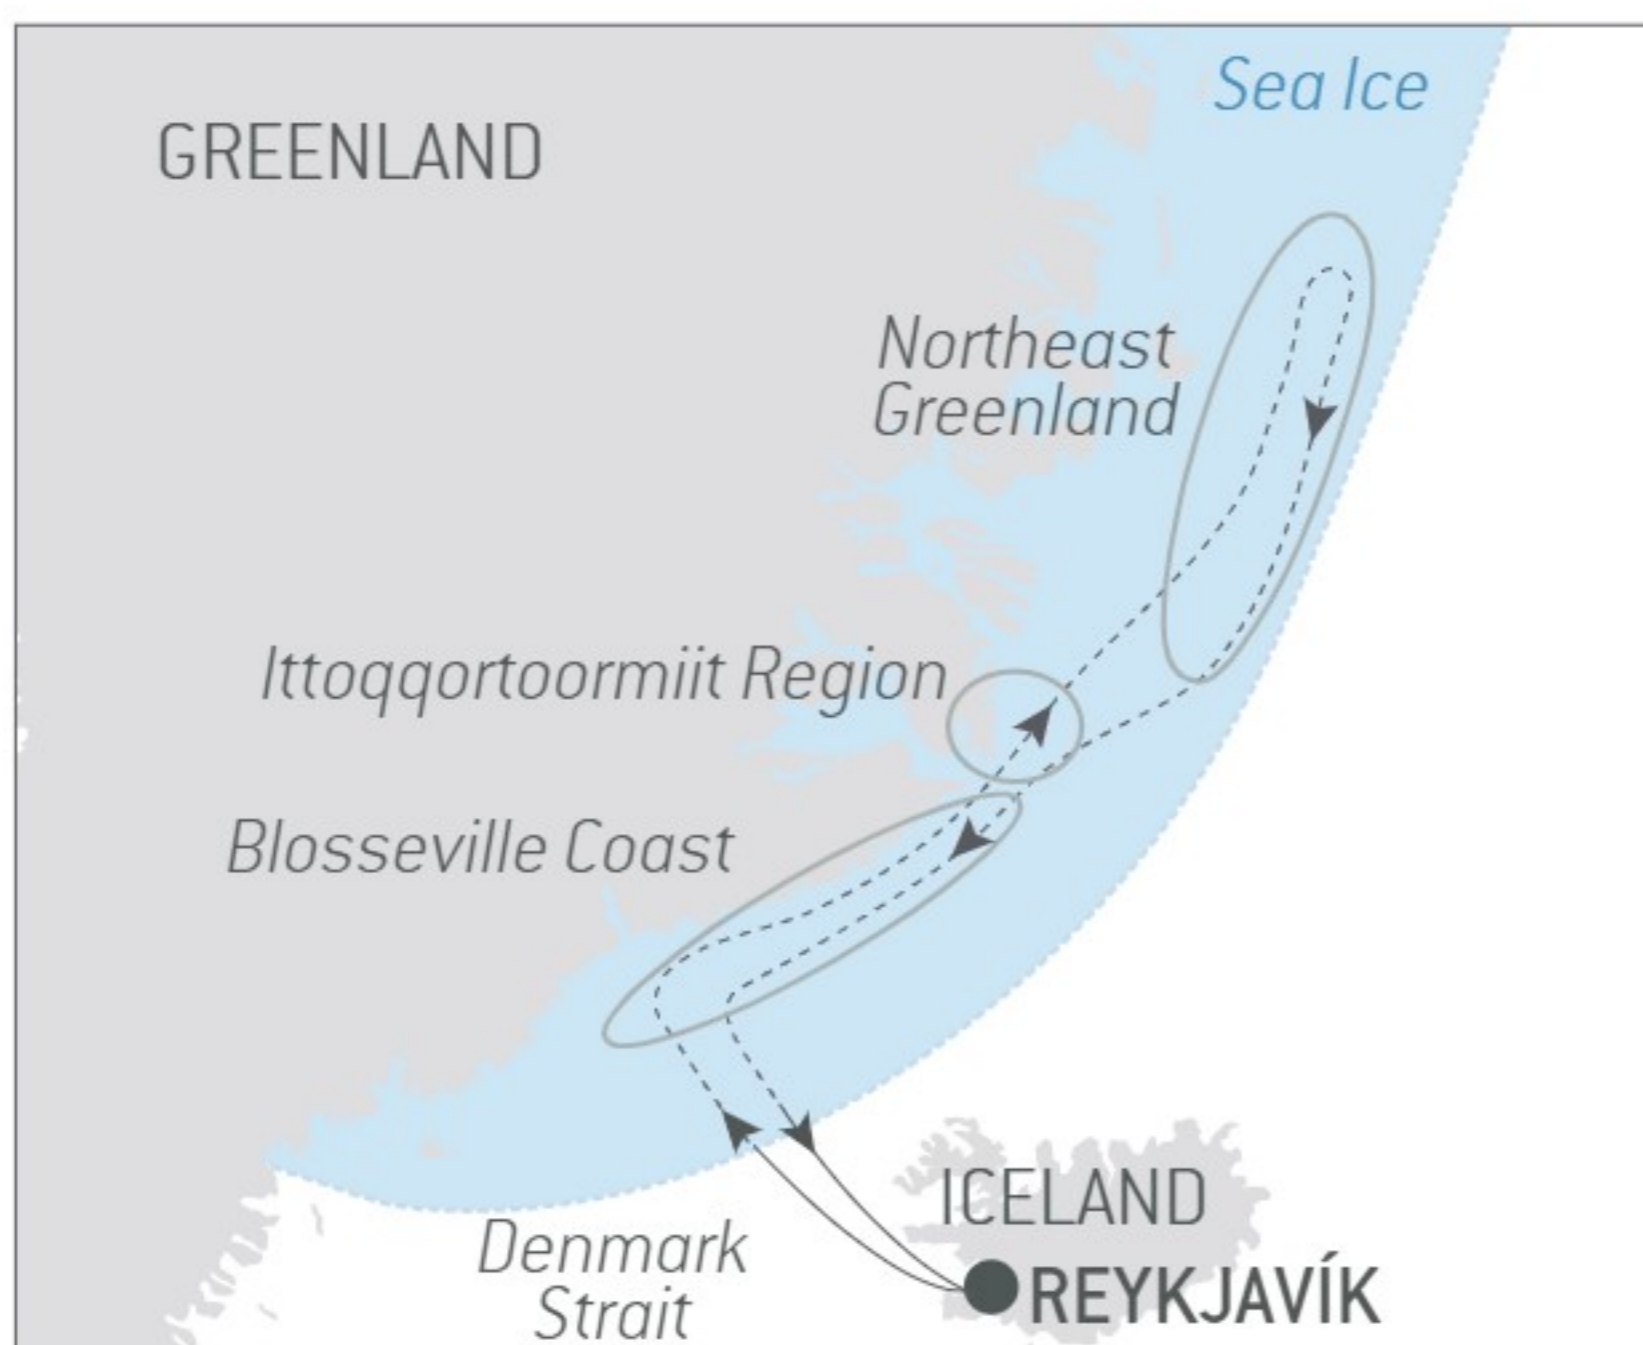 Sea Ice
GREENLAND
Northeast
Greenland
Ittoqqortoormiit Region
Blosseville Coast
ICELAND
Denmark
Strait
REYKJAVÍK